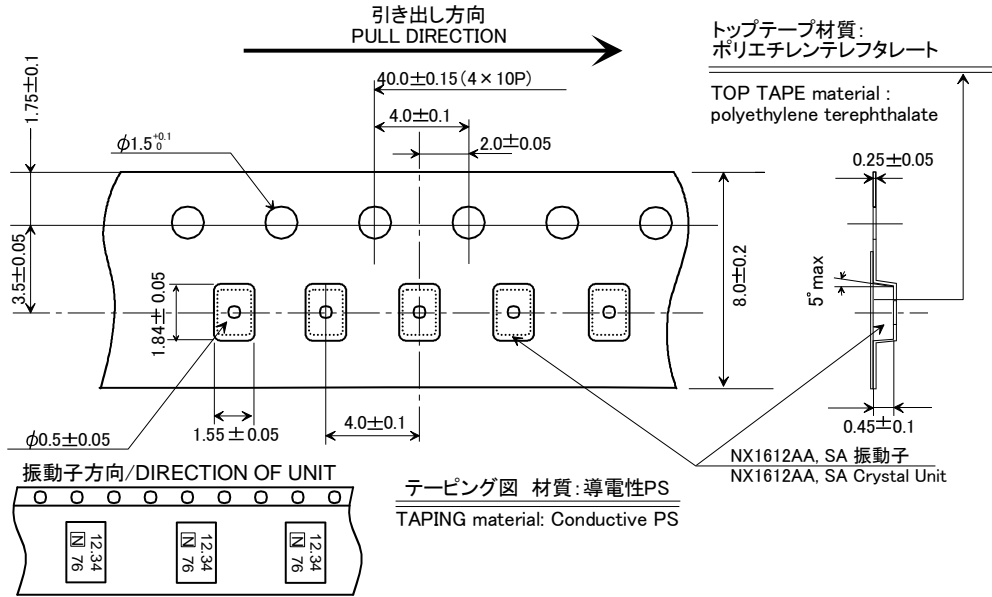 引き出し方向
PULL DIRECTION
トップテープ材質:
ポリエチレンテレフタレート
TOP TAPE material :
polyethylene terephthalate
1.75±0.1
40.0±0.15(4×10P)
4.0±0.1
2.0±0.05
φ1.5 +0.1 0
0.25±0.05
3.5±0.05
8.0±0.2
5°max
1.84±0.05
1.55±0.05
4.0±0.1
φ0.5±0.05
0.45±0.1
NX1612AA, SA 振動子
NX1612AA, SA Crystal Unit
振動子方向/DIRECTION OF UNIT
テーピング図 材質:導電性PS
TAPING material: Conductive PS
12.34
N 76
12.34
N 76
12.34
N 76